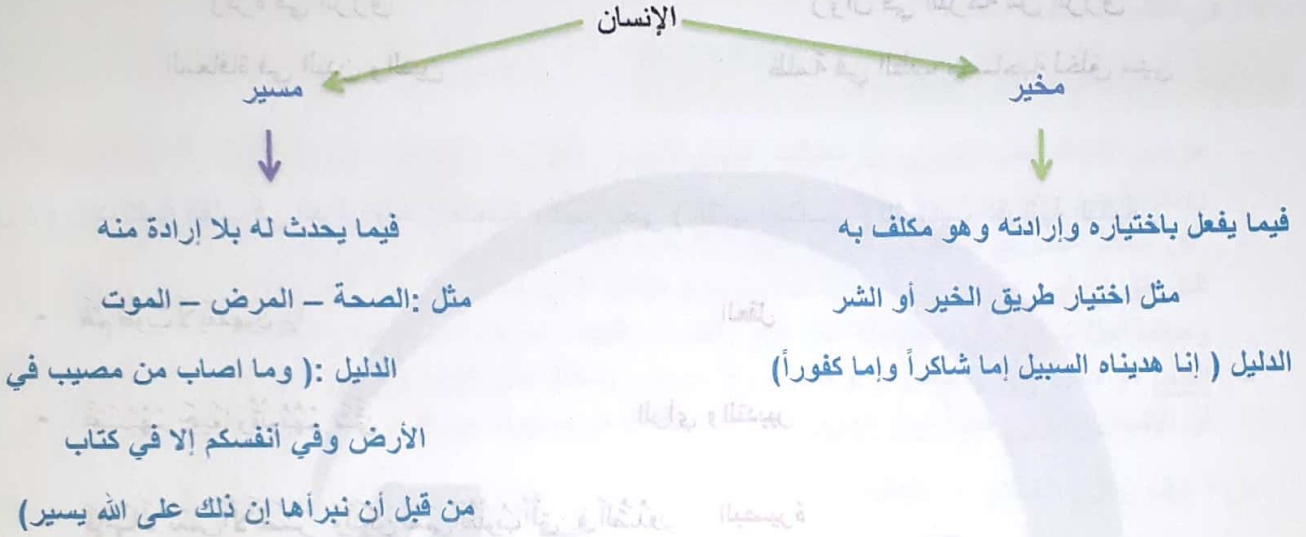 الإنسان
مخير
مسير
فيما يفعل باختياره وإرادته وهو مكلف به
مثل اختيار طريق الخير أو الشر
الدليل ( إنا هديناه السبيل إما شاكراً وإما كفوراً)
فيما يحدث له بلا إرادة منه
مثل :الصحة – المرض – الموت
الدليل :( وما اصاب من مصيب في
الأرض وفي أنفسكم إلا في كتاب
من قبل أن نبرأها إن ذلك على الله يسير)